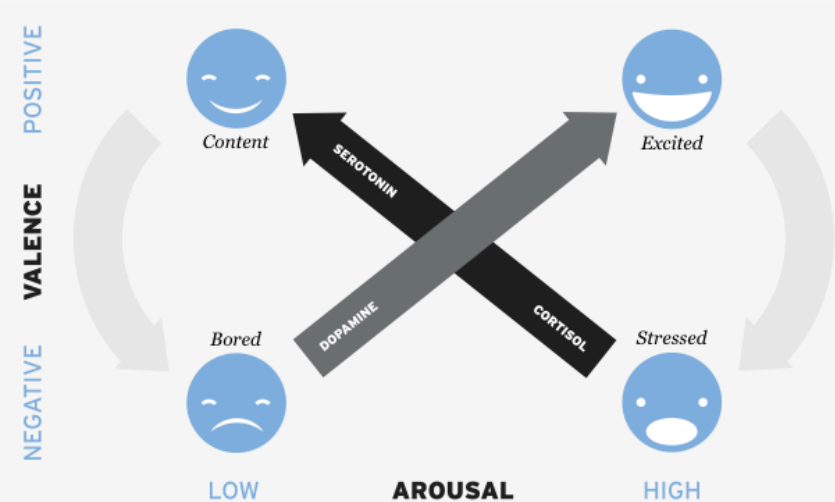 POSITIVE
Content
Excited
SEROTONIN
VALENCE
DOPAMINE
CORTISOL
Bored
Stressed
NEGATIVE
LOW
AROUSAL
HIGH